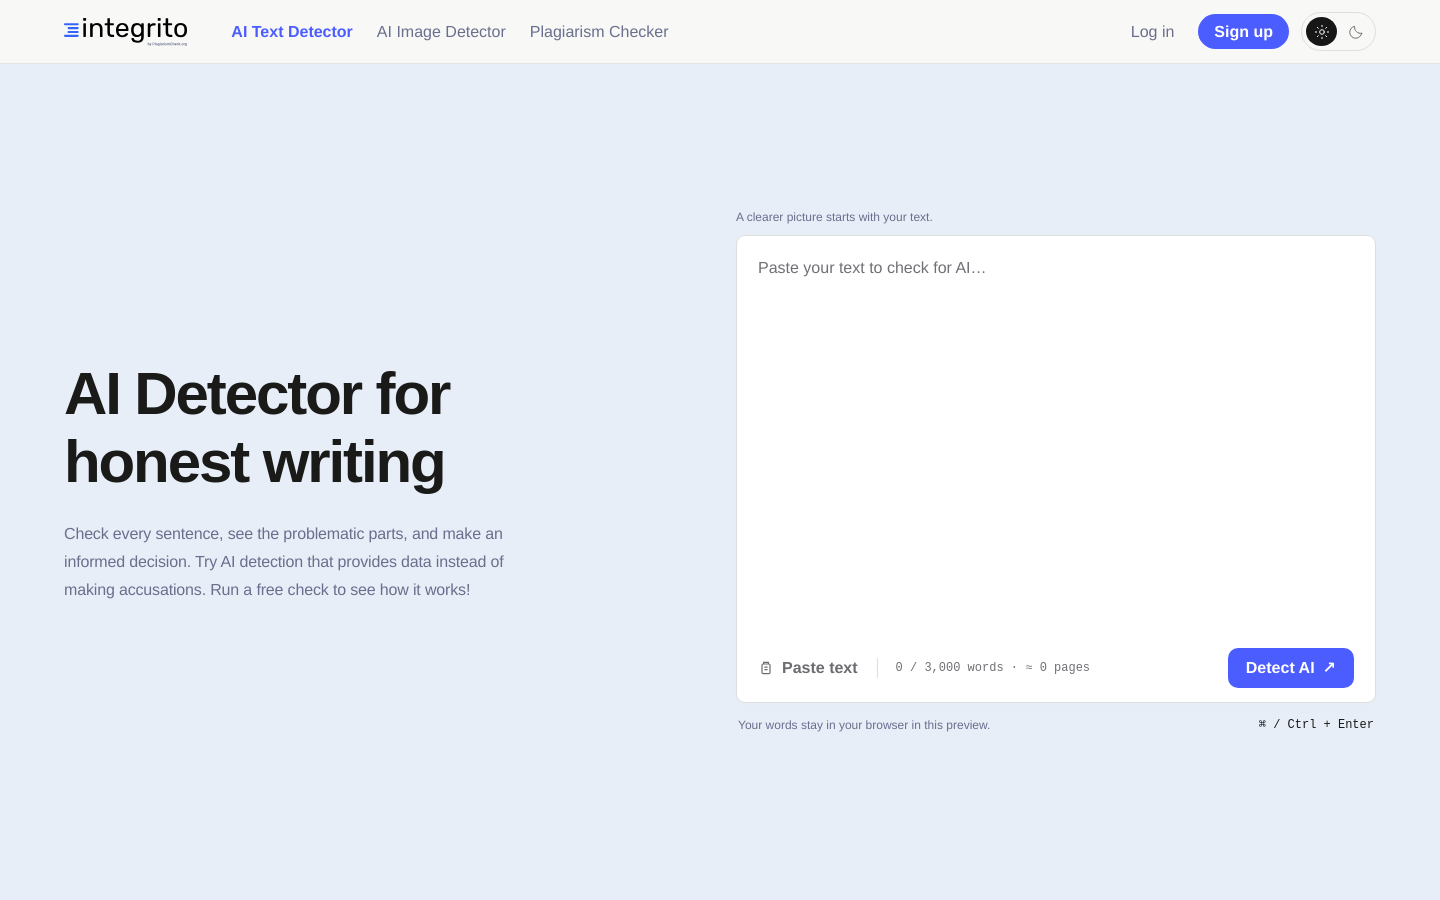 integrito
by PlagiarismCheck.org
AI Text Detector
AI Image Detector
Plagiarism Checker
Log in
Sign up
AI Detector for
honest writing
Check every sentence, see the problematic parts, and make an
informed decision. Try AI detection that provides data instead of
making accusations. Run a free check to see how it works!
A clearer picture starts with your text.
Paste your text to check for AI…
Paste text
0 / 3,000 words · ≈ 0 pages
Detect AI ↗
Your words stay in your browser in this preview.
⌘ / Ctrl + Enter